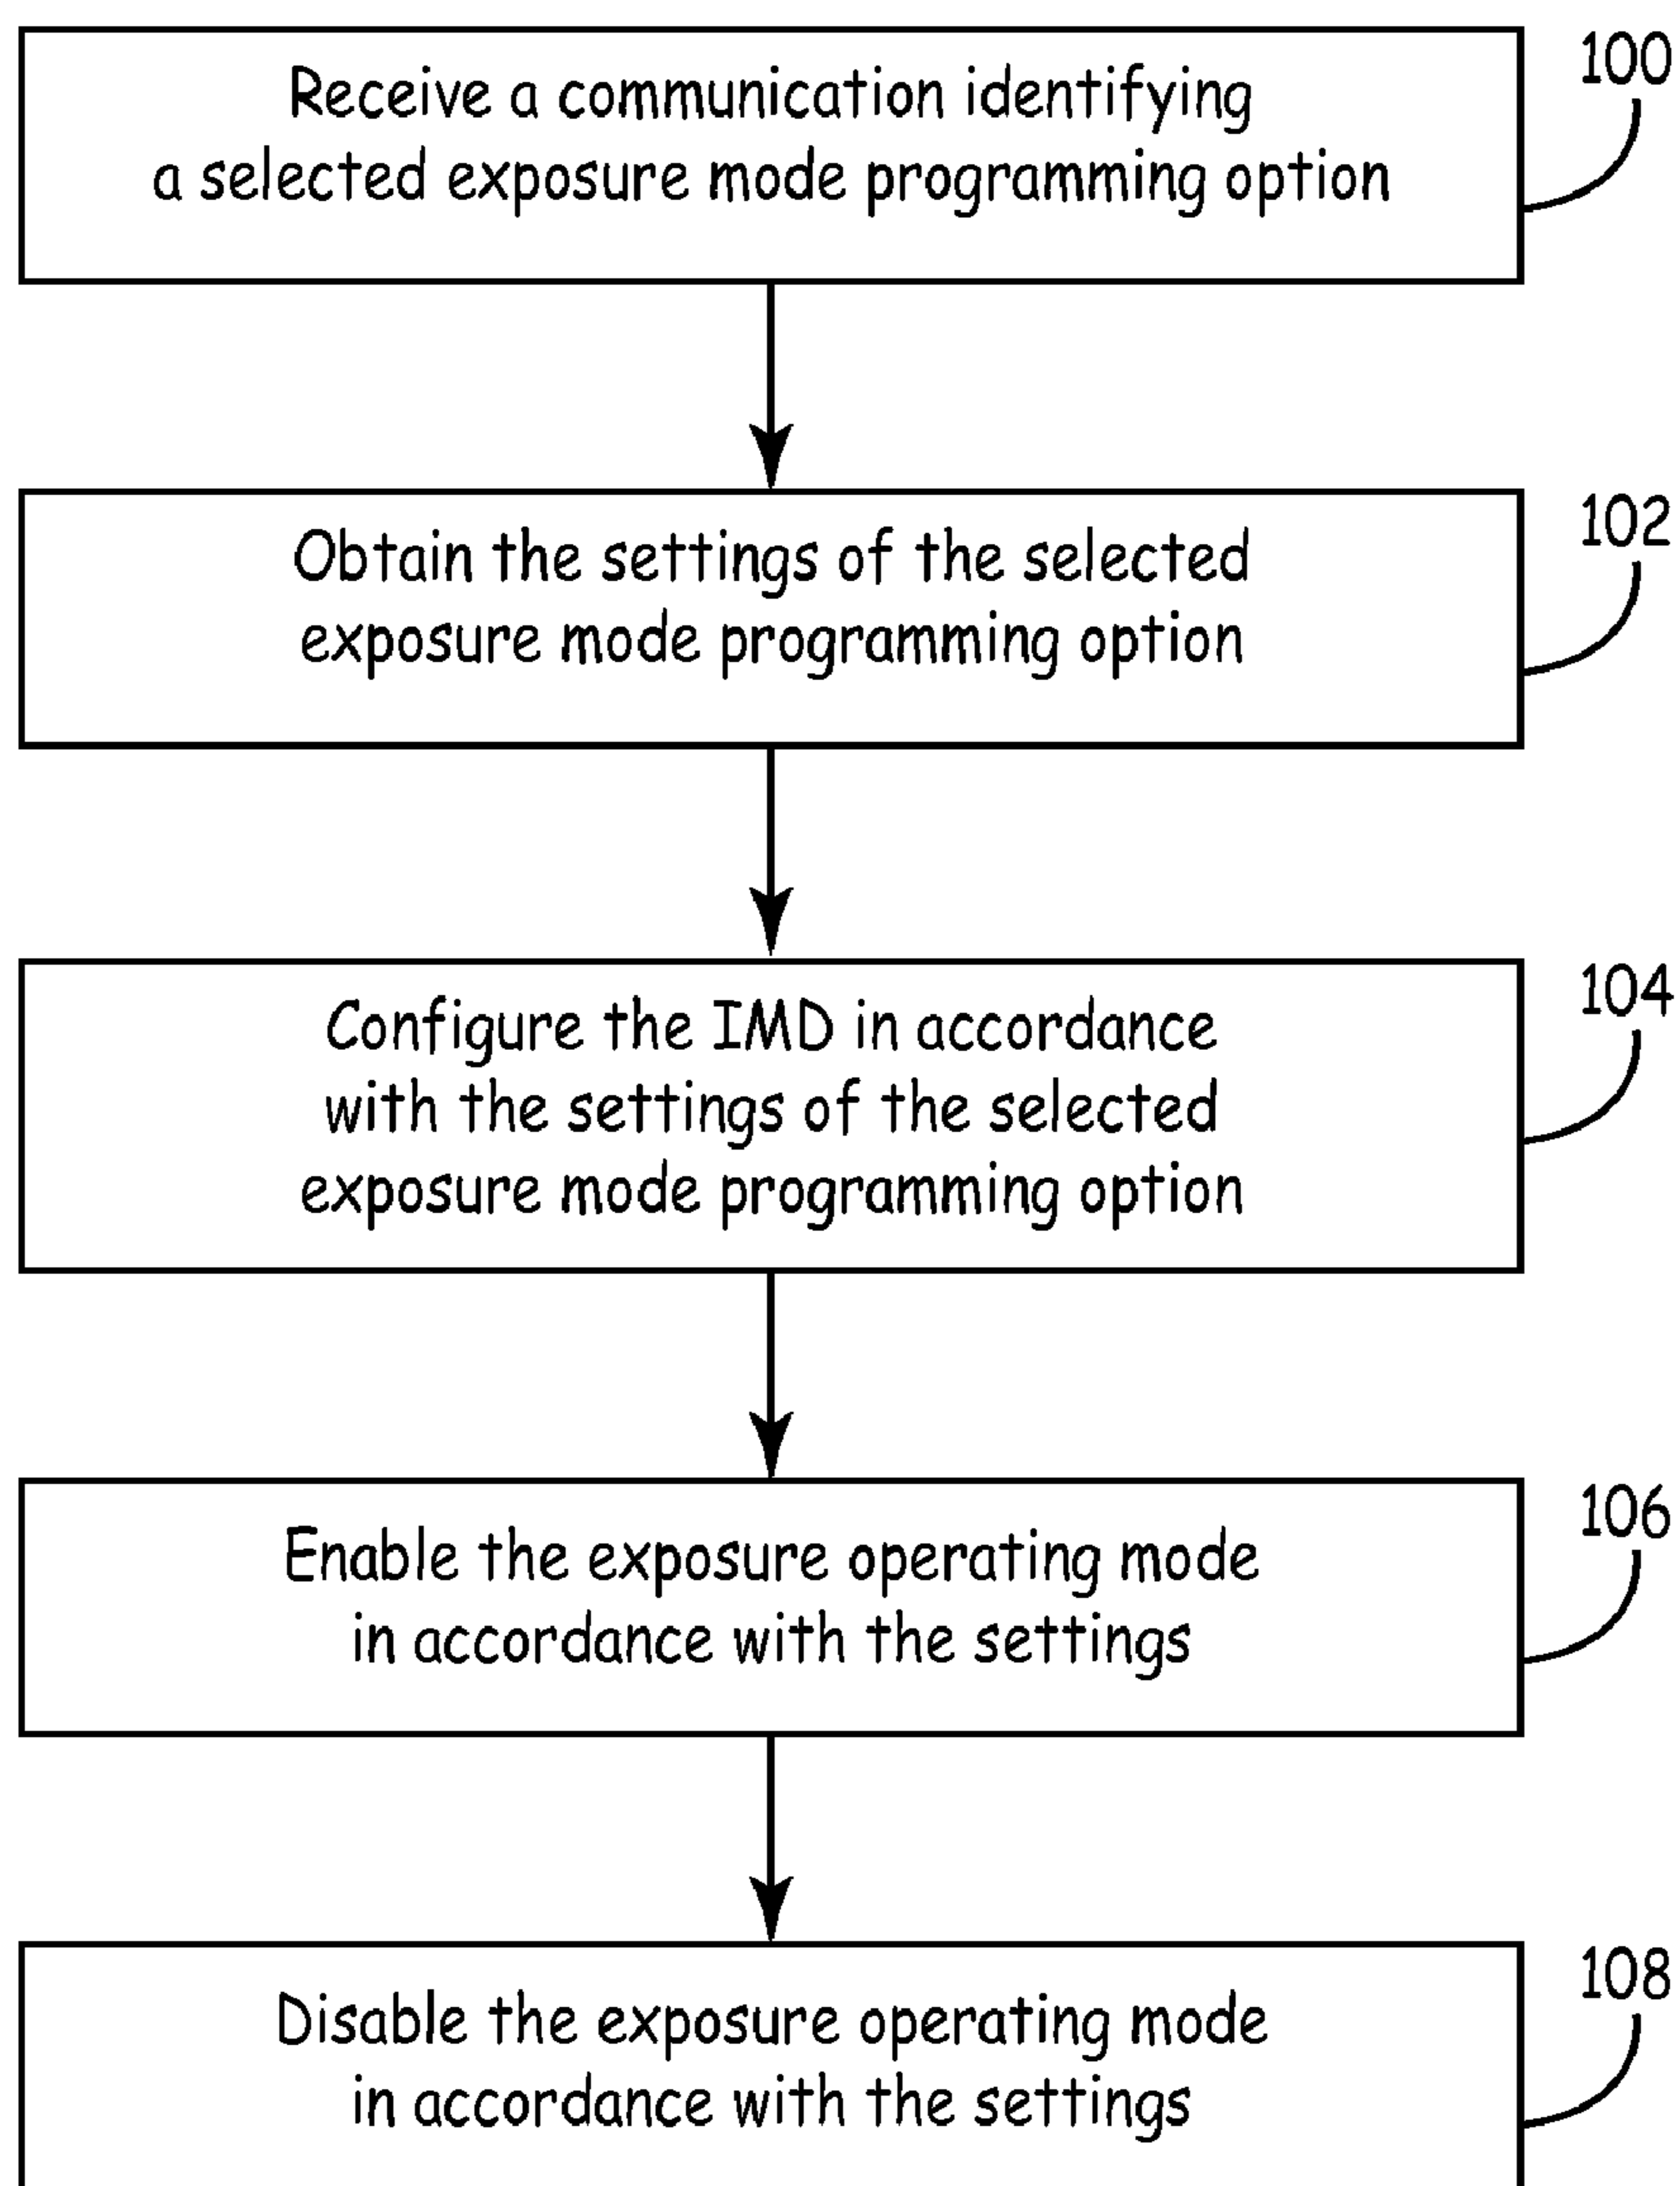 100
Receive a communication identifying
a selected exposure mode programming option
102
Obtain the settings of the selected
exposure mode programming option
104
Configure the IMD in accordance
with the settings of the selected
exposure mode programming option
106
Enable the exposure operating mode
in accordance with the settings
108
Disable the exposure operating mode
in accordance with the settings